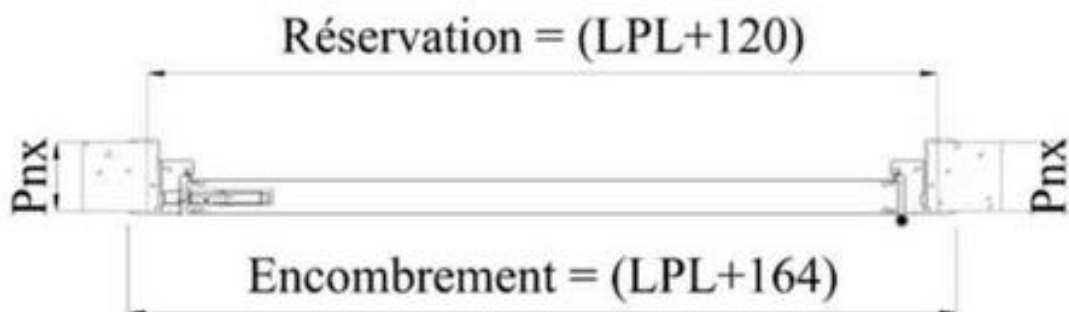 Réservation = (LPL+120)
Pnx
Pnx
Encombrement = (LPL+164)